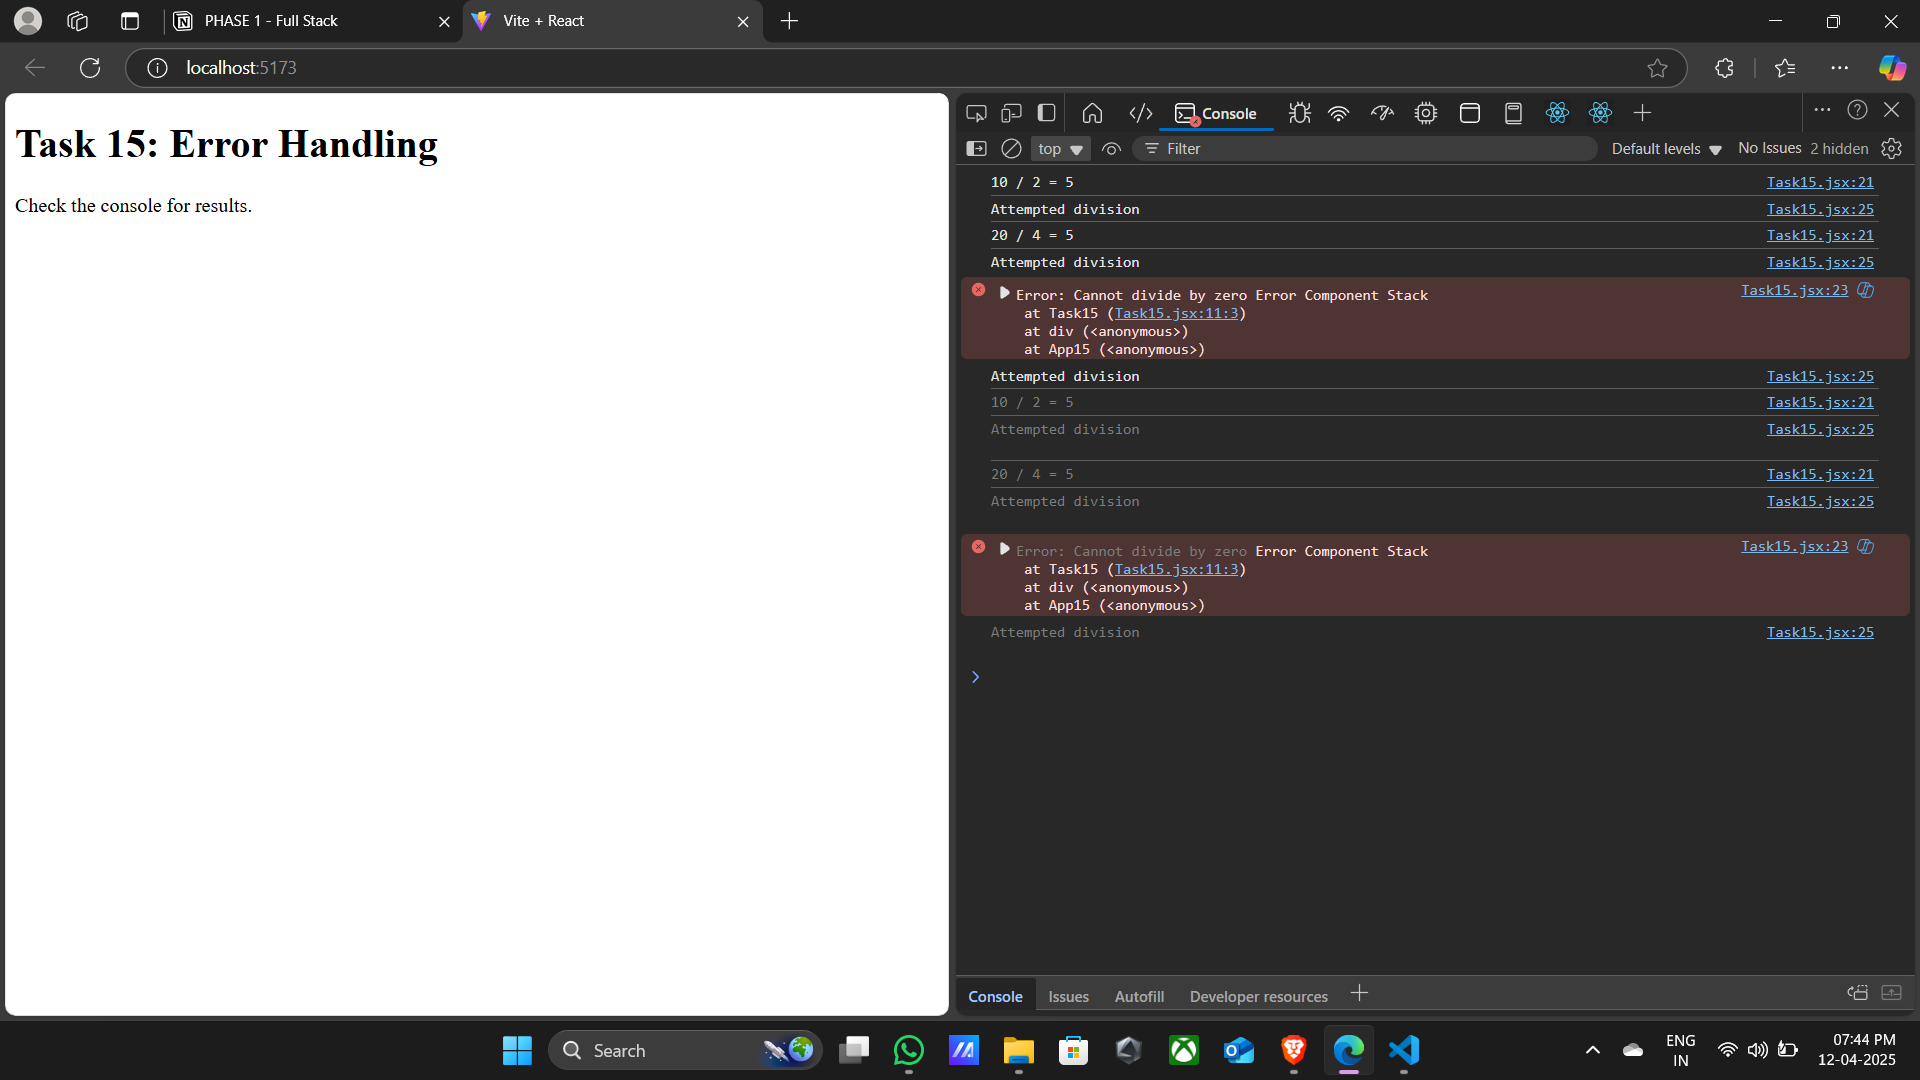 PHASE 1 - Full Stack
Vite + React
localhost:5173
Task 15: Error Handling
Check the console for results.
Console
top
Filter
Default levels
No Issues
2 hidden
10 / 2 = 5 Task15.jsx:21
Attempted division Task15.jsx:25
20 / 4 = 5 Task15.jsx:21
Attempted division Task15.jsx:25
Error: Cannot divide by zero Error Component Stack Task15.jsx:23
at Task15 (Task15.jsx:11:3)
at div (<anonymous>)
at App15 (<anonymous>)
Attempted division Task15.jsx:25
10 / 2 = 5 Task15.jsx:21
Attempted division Task15.jsx:25
20 / 4 = 5 Task15.jsx:21
Attempted division Task15.jsx:25
Error: Cannot divide by zero Error Component Stack Task15.jsx:23
at Task15 (Task15.jsx:11:3)
at div (<anonymous>)
at App15 (<anonymous>)
Attempted division Task15.jsx:25
Console
Issues
Autofill
Developer resources
Search
ENG
IN
07:44 PM
12-04-2025